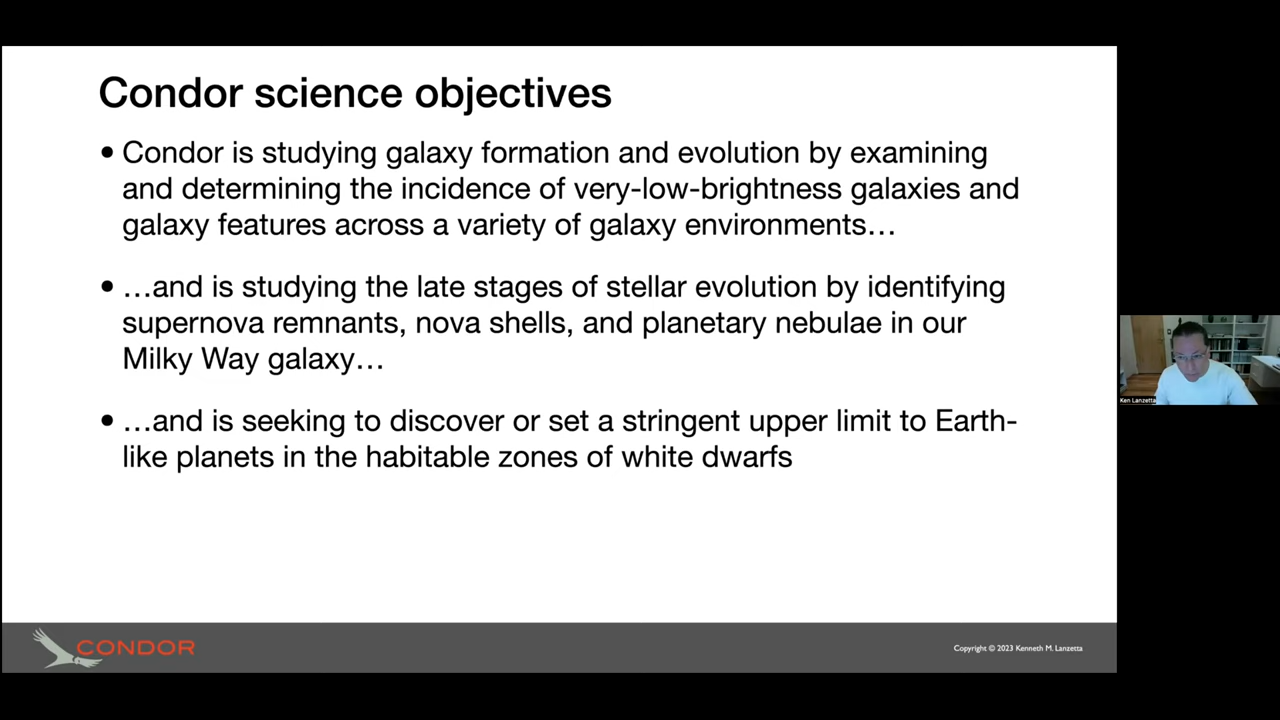 Condor science objectives
• Condor is studying galaxy formation and evolution by examining
and determining the incidence of very-low-brightness galaxies and
galaxy features across a variety of galaxy environments…
• …and is studying the late stages of stellar evolution by identifying
supernova remnants, nova shells, and planetary nebulae in our
Milky Way galaxy…
• …and is seeking to discover or set a stringent upper limit to Earth-
like planets in the habitable zones of white dwarfs
Ken Lanzetta
CONDOR
Copyright © 2023 Kenneth M. Lanzetta